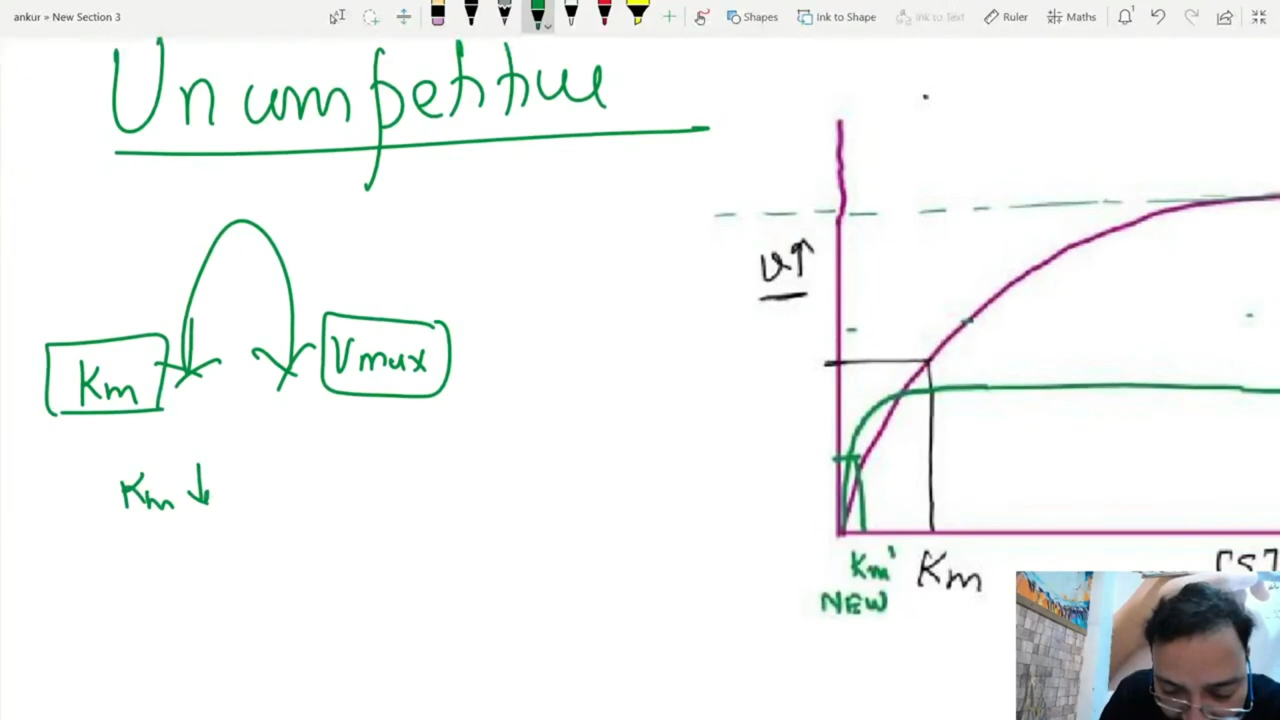 ankur » New Section 3
Shapes
Ink to Shape
Ink to Text
Ruler
Maths
Uncumpetitive
Km
Vmax
Km ↓
v↑
Km'
NEW
Km
[S]